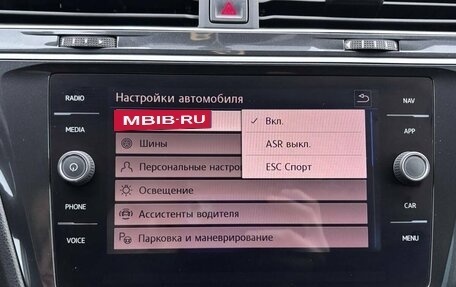 RADIO
MEDIA
PHONE
VOICE
Настройки автомобиля
MBIB-RU
✓ Вкл.
ASR выкл.
ESC Спорт
Шины
Персональные настро
Освещение
Ассистенты водителя
Парковка и маневрирование
NAV
APP
CAR
MENU